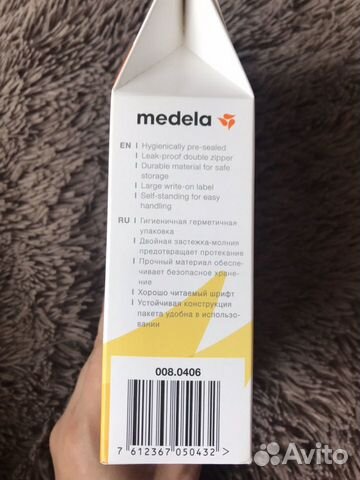 medela
EN
| Hygienically pre-sealed
| Leak-proof double zipper
| Durable material for safe
storage
| Large write-on label
| Self-standing for easy
handling
RU
| Гигиеничная герметичная
упаковка
| Двойная застежка-молния
предотвращает протекания
| Прочный материал обеспе-
чивает безопасное хране-
ние
| Хорошо читаемый шрифт
| Устойчивая конструкция
пакета удобна в использо-
вании
008.0406
7 612367 050432 >
Avito